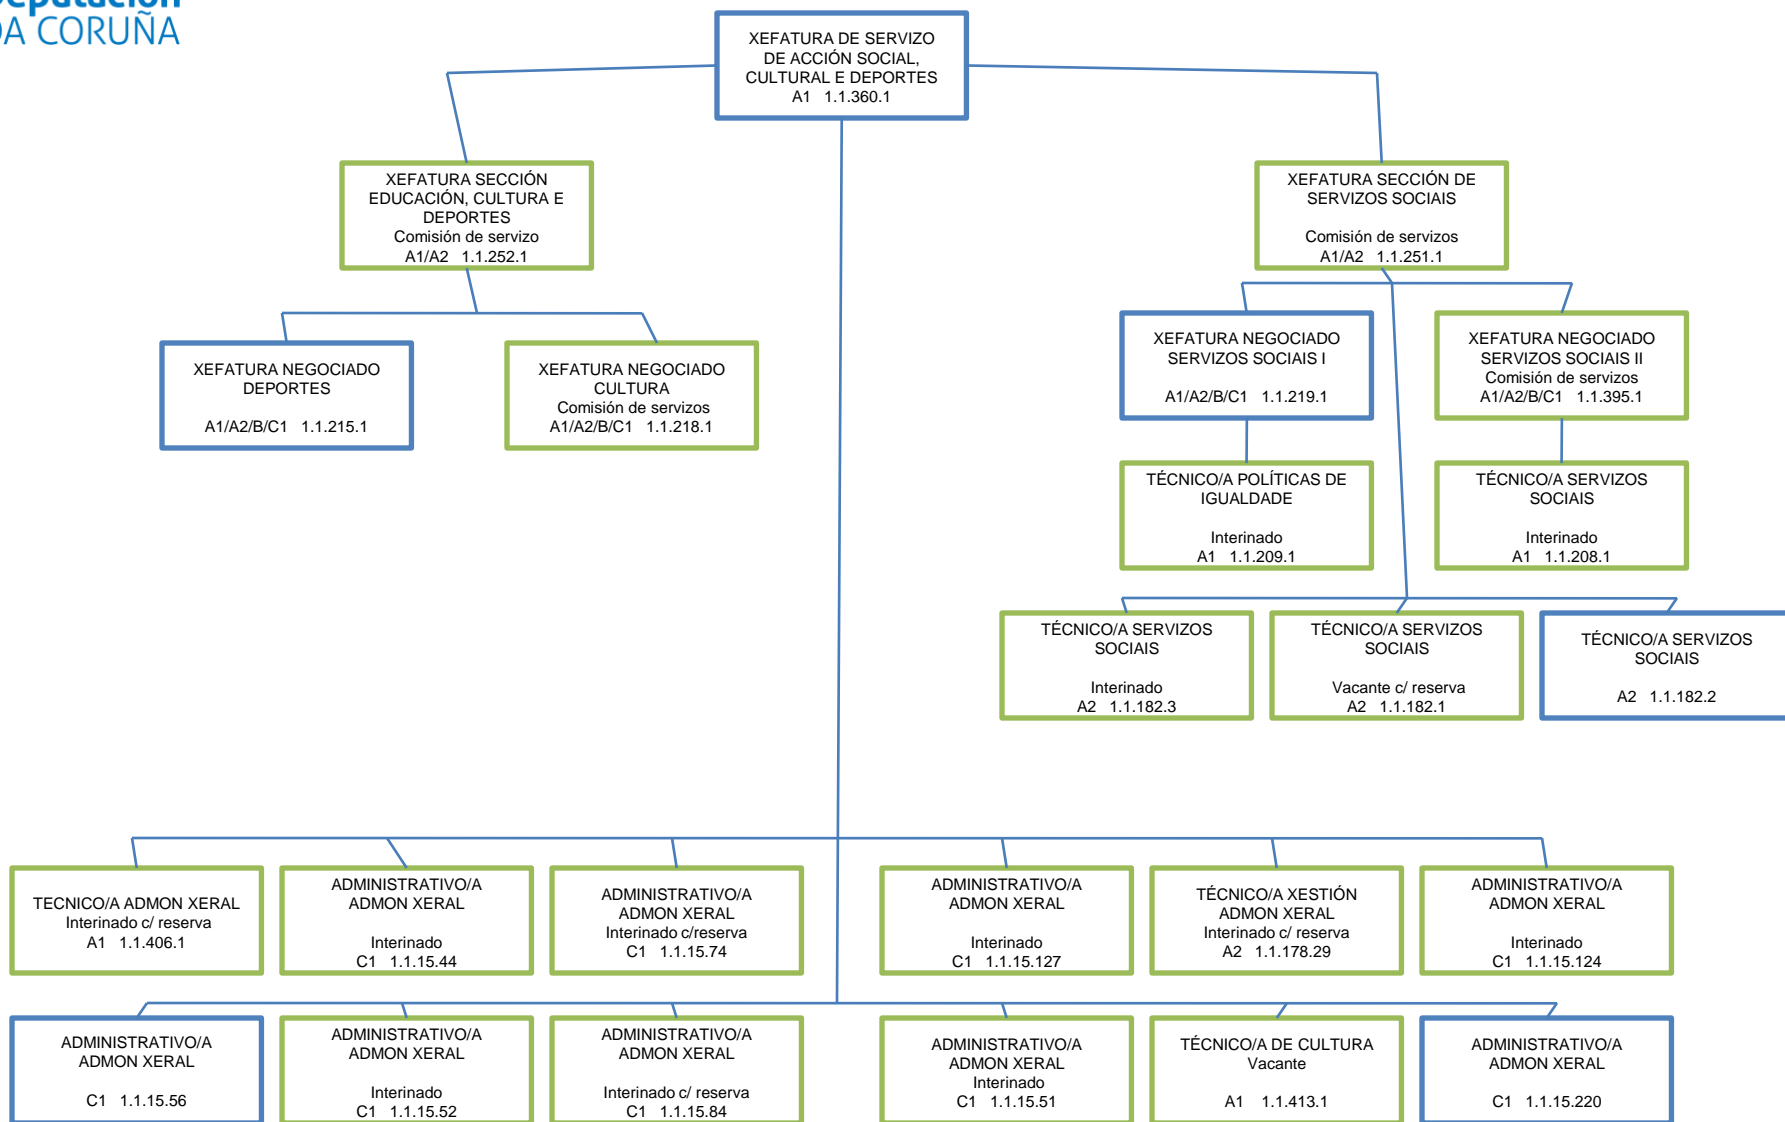 Deputación
DA CORUÑA
XEFATURA DE SERVIZO
DE ACCIÓN SOCIAL,
CULTURAL E DEPORTES
A1 1.1.360.1
XEFATURA SECCIÓN
EDUCACIÓN, CULTURA E
DEPORTES
Comisión de servizo
A1/A2 1.1.252.1
XEFATURA SECCIÓN DE
SERVIZOS SOCIAIS
Comisión de servizos
A1/A2 1.1.251.1
XEFATURA NEGOCIADO
DEPORTES
A1/A2/B/C1 1.1.215.1
XEFATURA NEGOCIADO
CULTURA
Comisión de servizos
A1/A2/B/C1 1.1.218.1
XEFATURA NEGOCIADO
SERVIZOS SOCIAIS I
A1/A2/B/C1 1.1.219.1
XEFATURA NEGOCIADO
SERVIZOS SOCIAIS II
Comisión de servizos
A1/A2/B/C1 1.1.395.1
TÉCNICO/A POLÍTICAS DE
IGUALDADE
Interinado
A1 1.1.209.1
TÉCNICO/A SERVIZOS
SOCIAIS
Interinado
A1 1.1.208.1
TÉCNICO/A SERVIZOS
SOCIAIS
Interinado
A2 1.1.182.3
TÉCNICO/A SERVIZOS
SOCIAIS
Vacante c/ reserva
A2 1.1.182.1
TÉCNICO/A SERVIZOS
SOCIAIS
A2 1.1.182.2
TECNICO/A ADMON XERAL
Interinado c/ reserva
A1 1.1.406.1
ADMINISTRATIVO/A
ADMON XERAL
Interinado
C1 1.1.15.44
ADMINISTRATIVO/A
ADMON XERAL
Interinado c/reserva
C1 1.1.15.74
ADMINISTRATIVO/A
ADMON XERAL
Interinado
C1 1.1.15.127
TÉCNICO/A XESTIÓN
ADMON XERAL
Interinado c/ reserva
A2 1.1.178.29
ADMINISTRATIVO/A
ADMON XERAL
Interinado
C1 1.1.15.124
ADMINISTRATIVO/A
ADMON XERAL
C1 1.1.15.56
ADMINISTRATIVO/A
ADMON XERAL
Interinado
C1 1.1.15.52
ADMINISTRATIVO/A
ADMON XERAL
Interinado c/ reserva
C1 1.1.15.84
ADMINISTRATIVO/A
ADMON XERAL
Interinado
C1 1.1.15.51
TÉCNICO/A DE CULTURA
Vacante
A1 1.1.413.1
ADMINISTRATIVO/A
ADMON XERAL
C1 1.1.15.220